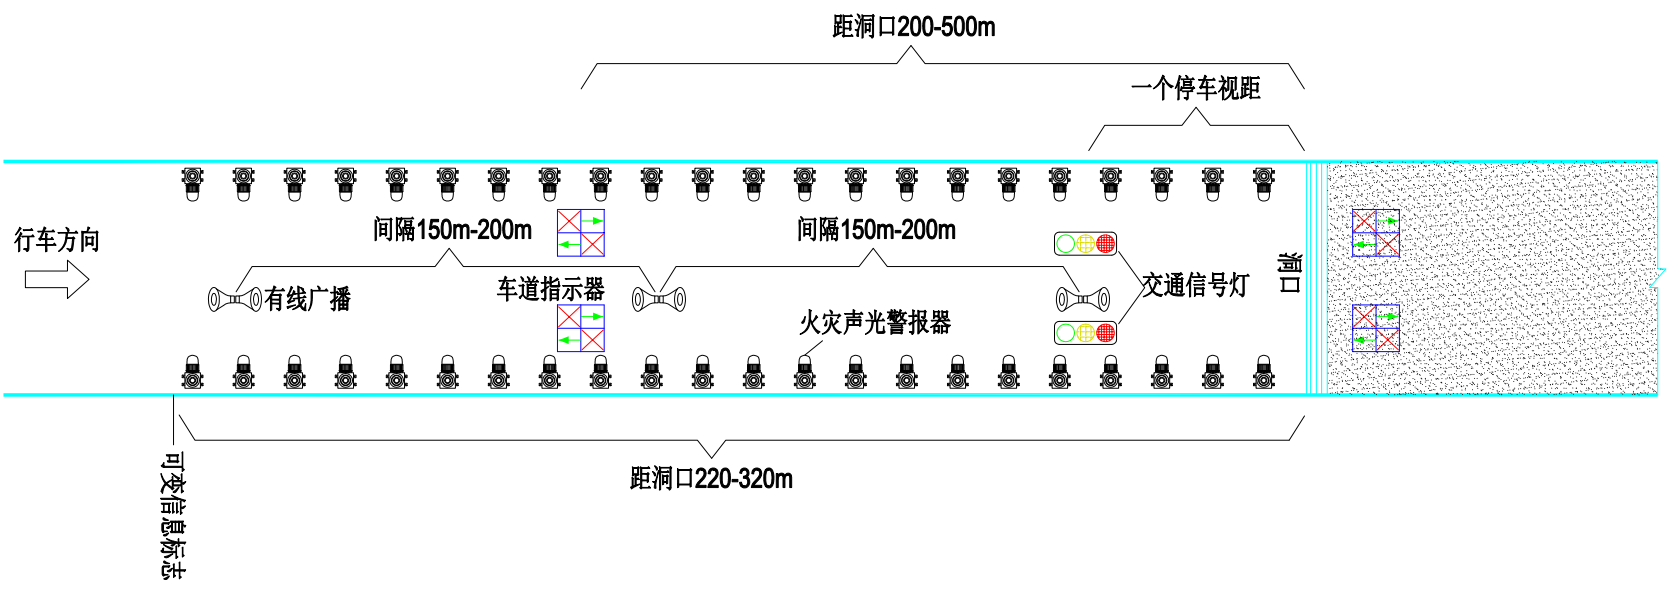 距洞口200-500m
一个停车视距
行车方向
间隔150m-200m
间隔150m-200m
有线广播
车道指示器
火灾声光警报器
交通信号灯
洞口
距洞口220-320m
可变信息标志